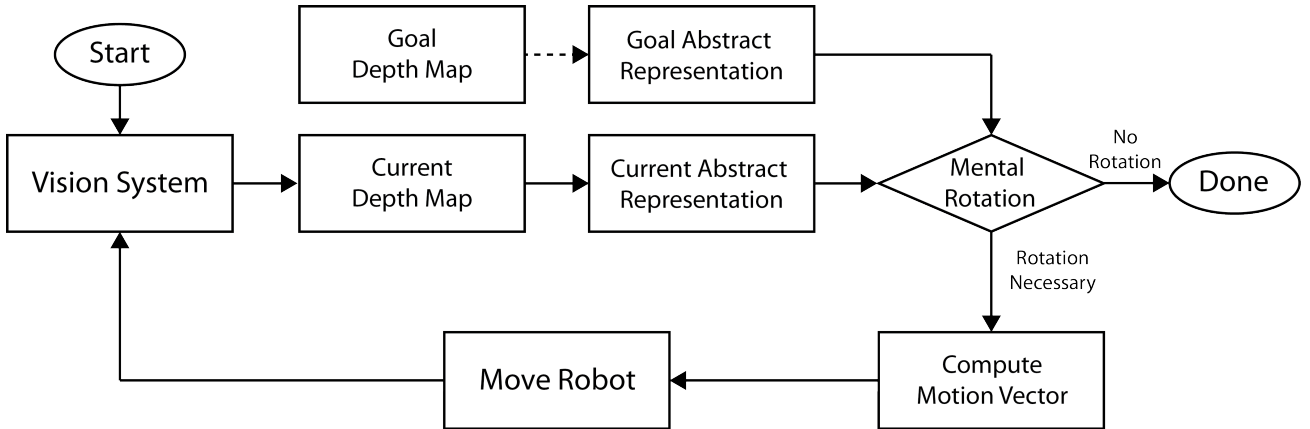 Start
Goal
Depth Map
Goal Abstract
Representation
Vision System
Current
Depth Map
Current Abstract
Representation
Mental
Rotation
No
Rotation
Done
Rotation
Necessary
Move Robot
Compute
Motion Vector